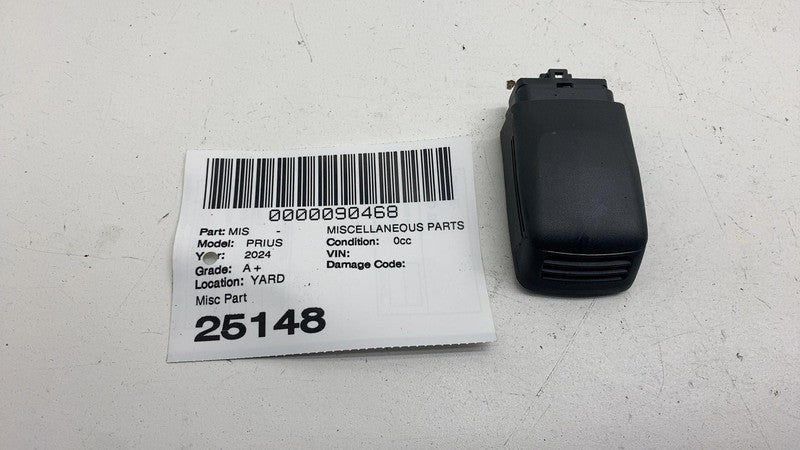 0000090468
Part: MIS - MISCELLANEOUS PARTS
Model: PRIUS Condition: 0cc
Year: 2024 VIN:
Grade: A+ Damage Code:
Location: YARD
Misc Part
25148